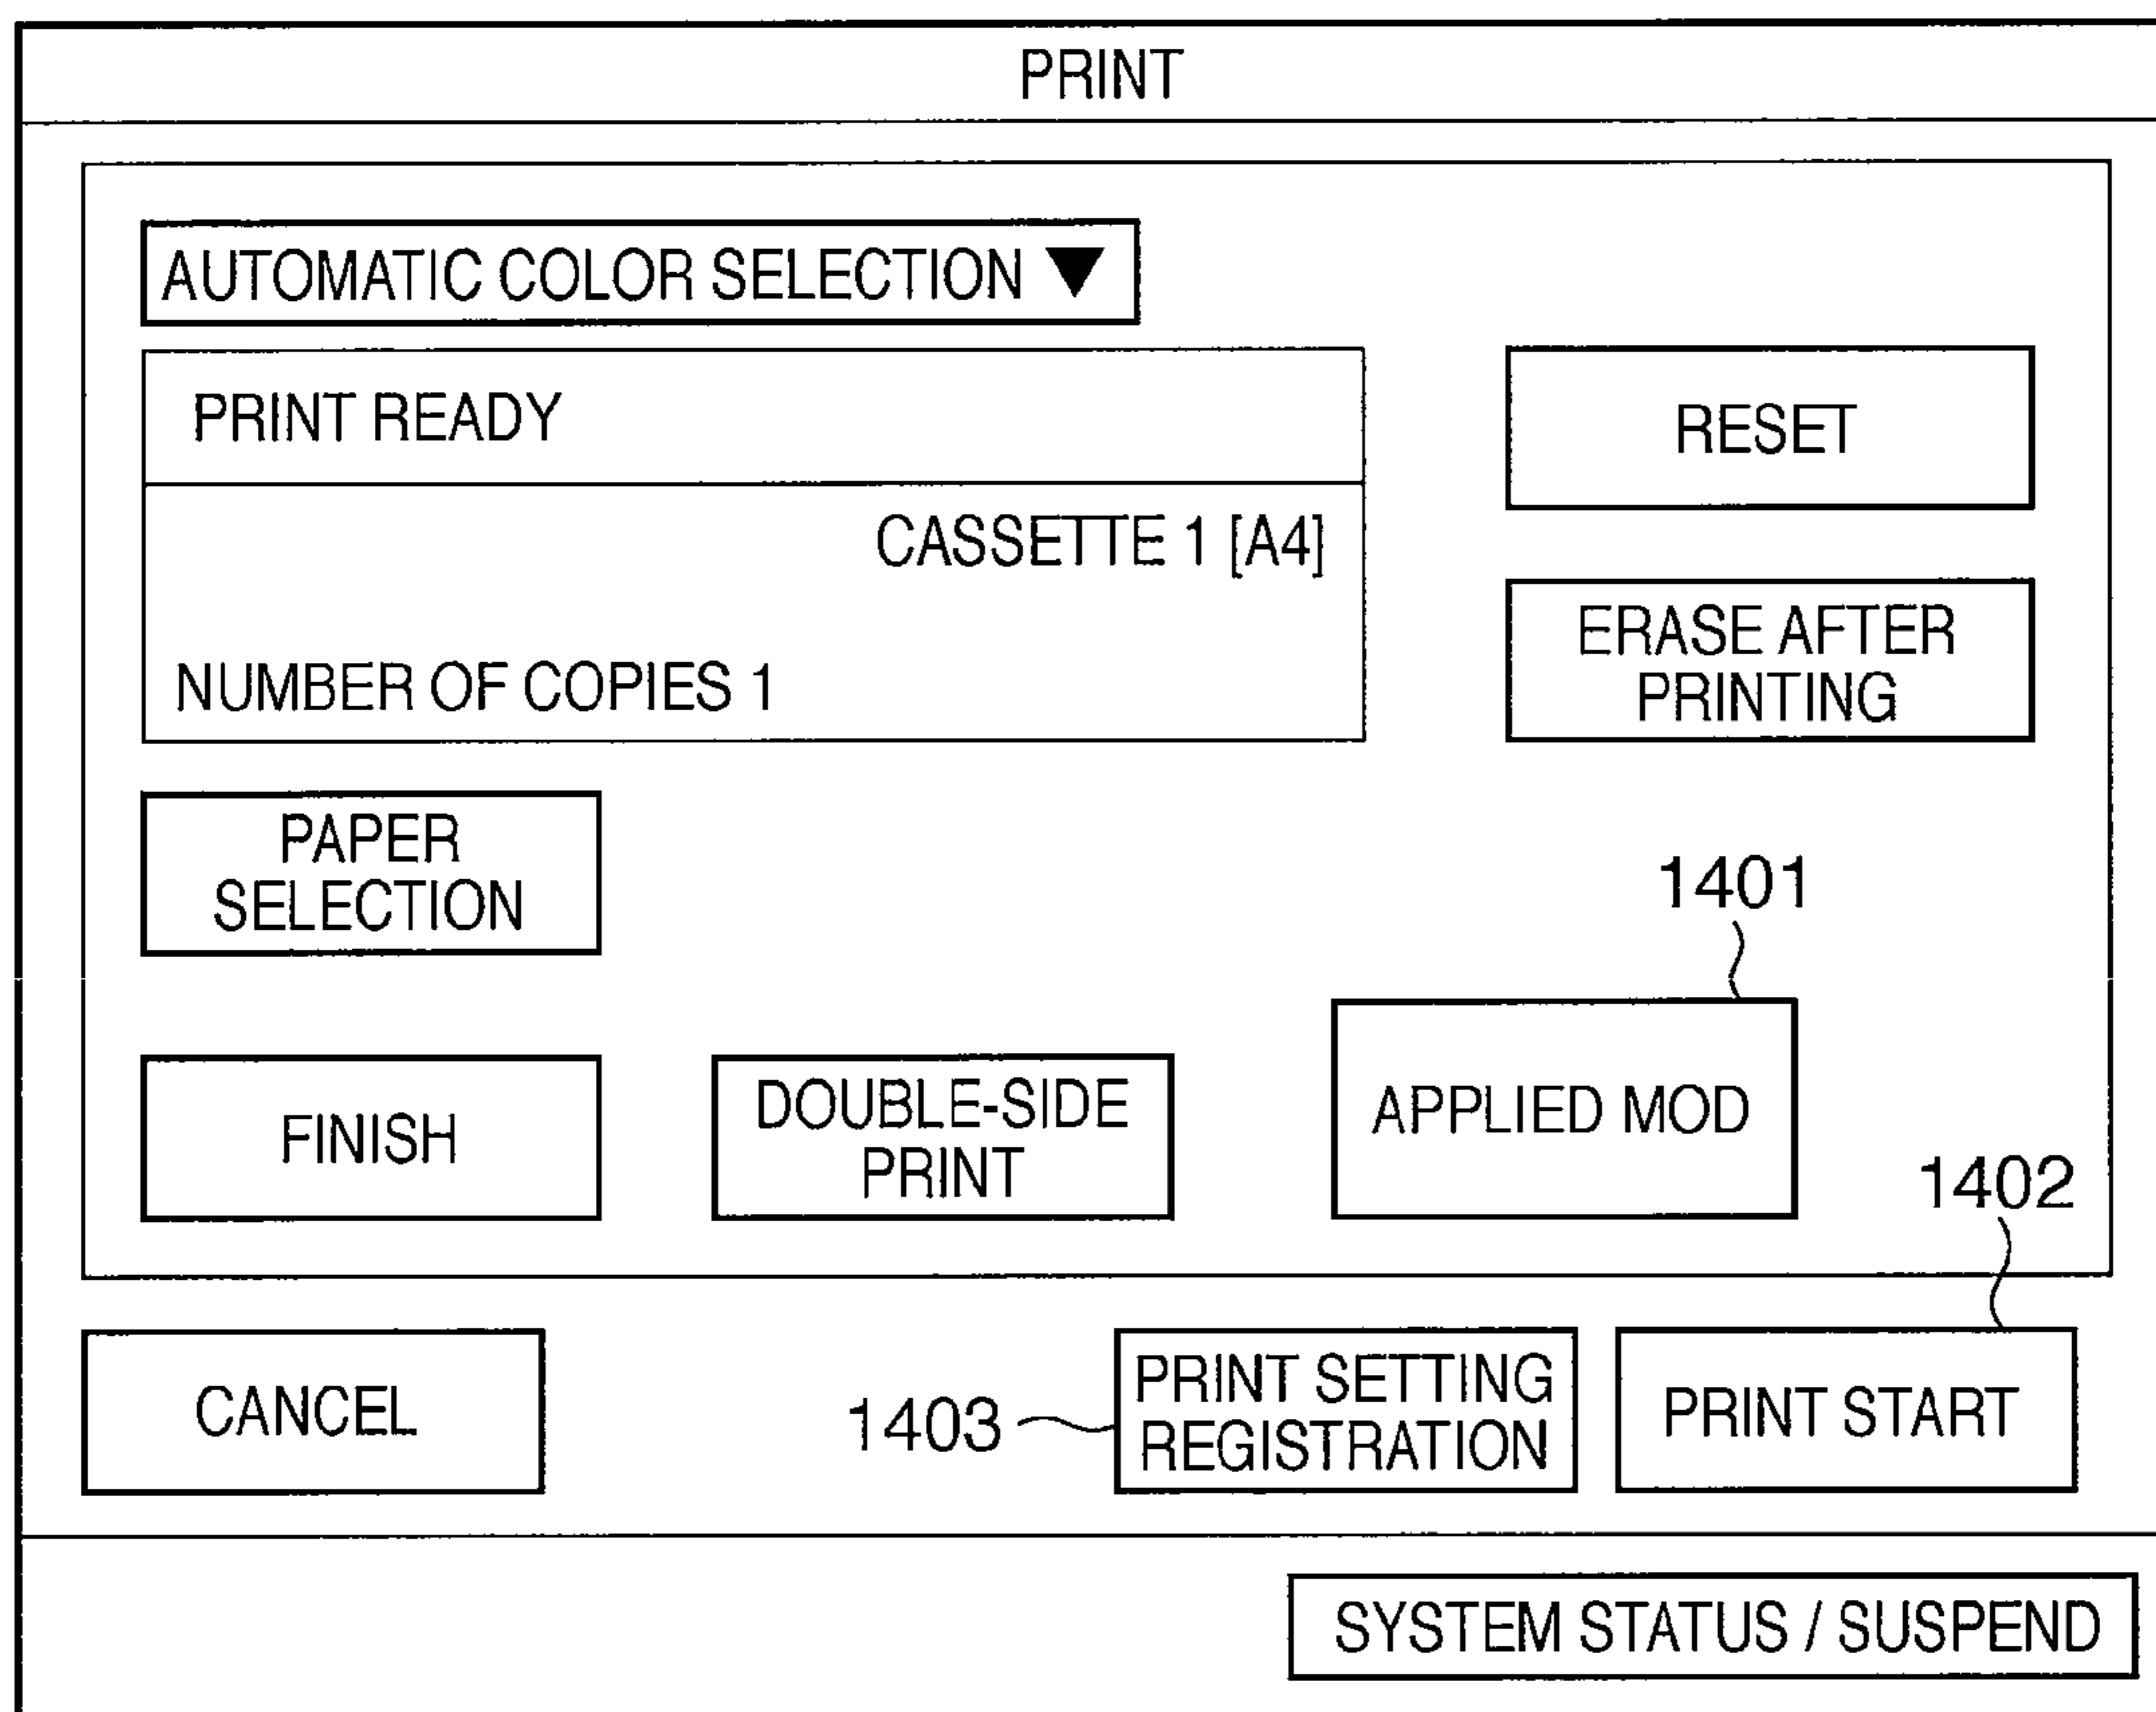 PRINT
AUTOMATIC COLOR SELECTION ▼
PRINT READY
RESET
CASSETTE 1 [A4]
ERASE AFTER
PRINTING
NUMBER OF COPIES 1
PAPER
SELECTION
1401
FINISH
DOUBLE-SIDE
PRINT
APPLIED MOD
1402
CANCEL
1403
PRINT SETTING
REGISTRATION
PRINT START
SYSTEM STATUS / SUSPEND